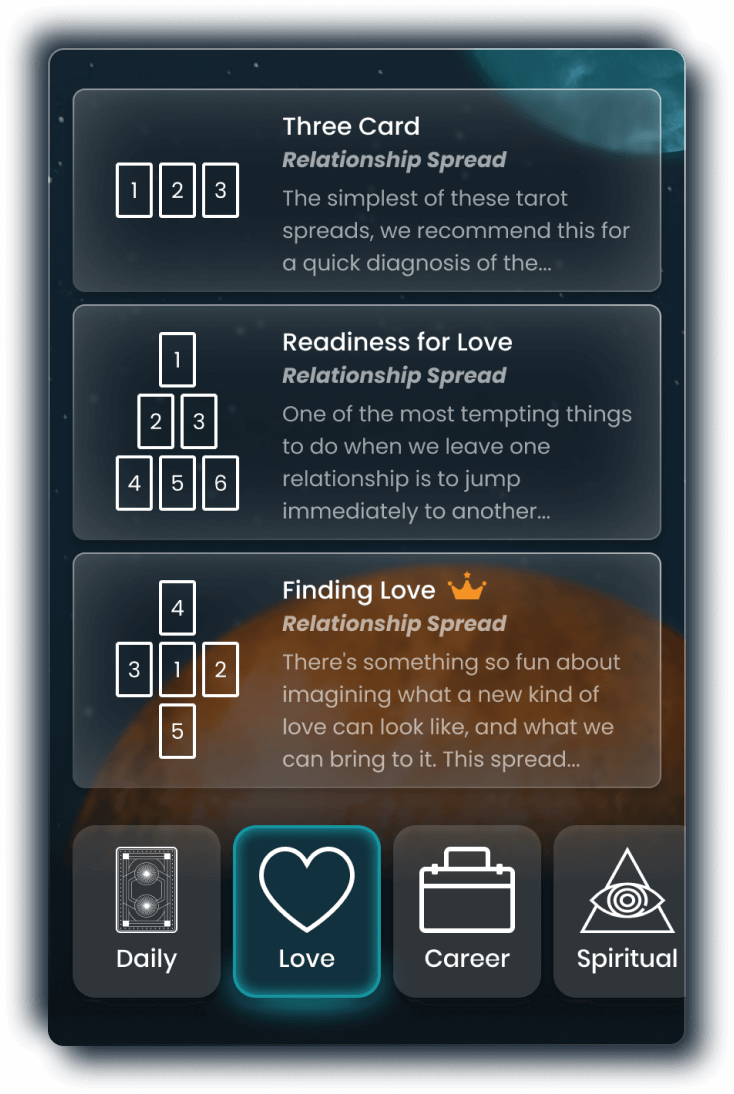 Three Card
Relationship Spread
1 2 3
The simplest of these tarot
spreads, we recommend this for
a quick diagnosis of the...
Readiness for Love
Relationship Spread
1
2 3
4 5 6
One of the most tempting things
to do when we leave one
relationship is to jump
immediately to another...
Finding Love
Relationship Spread
4
3 1 2
5
There's something so fun about
imagining what a new kind of
love can look like, and what we
can bring to it. This spread...
Daily
Love
Career
Spiritual